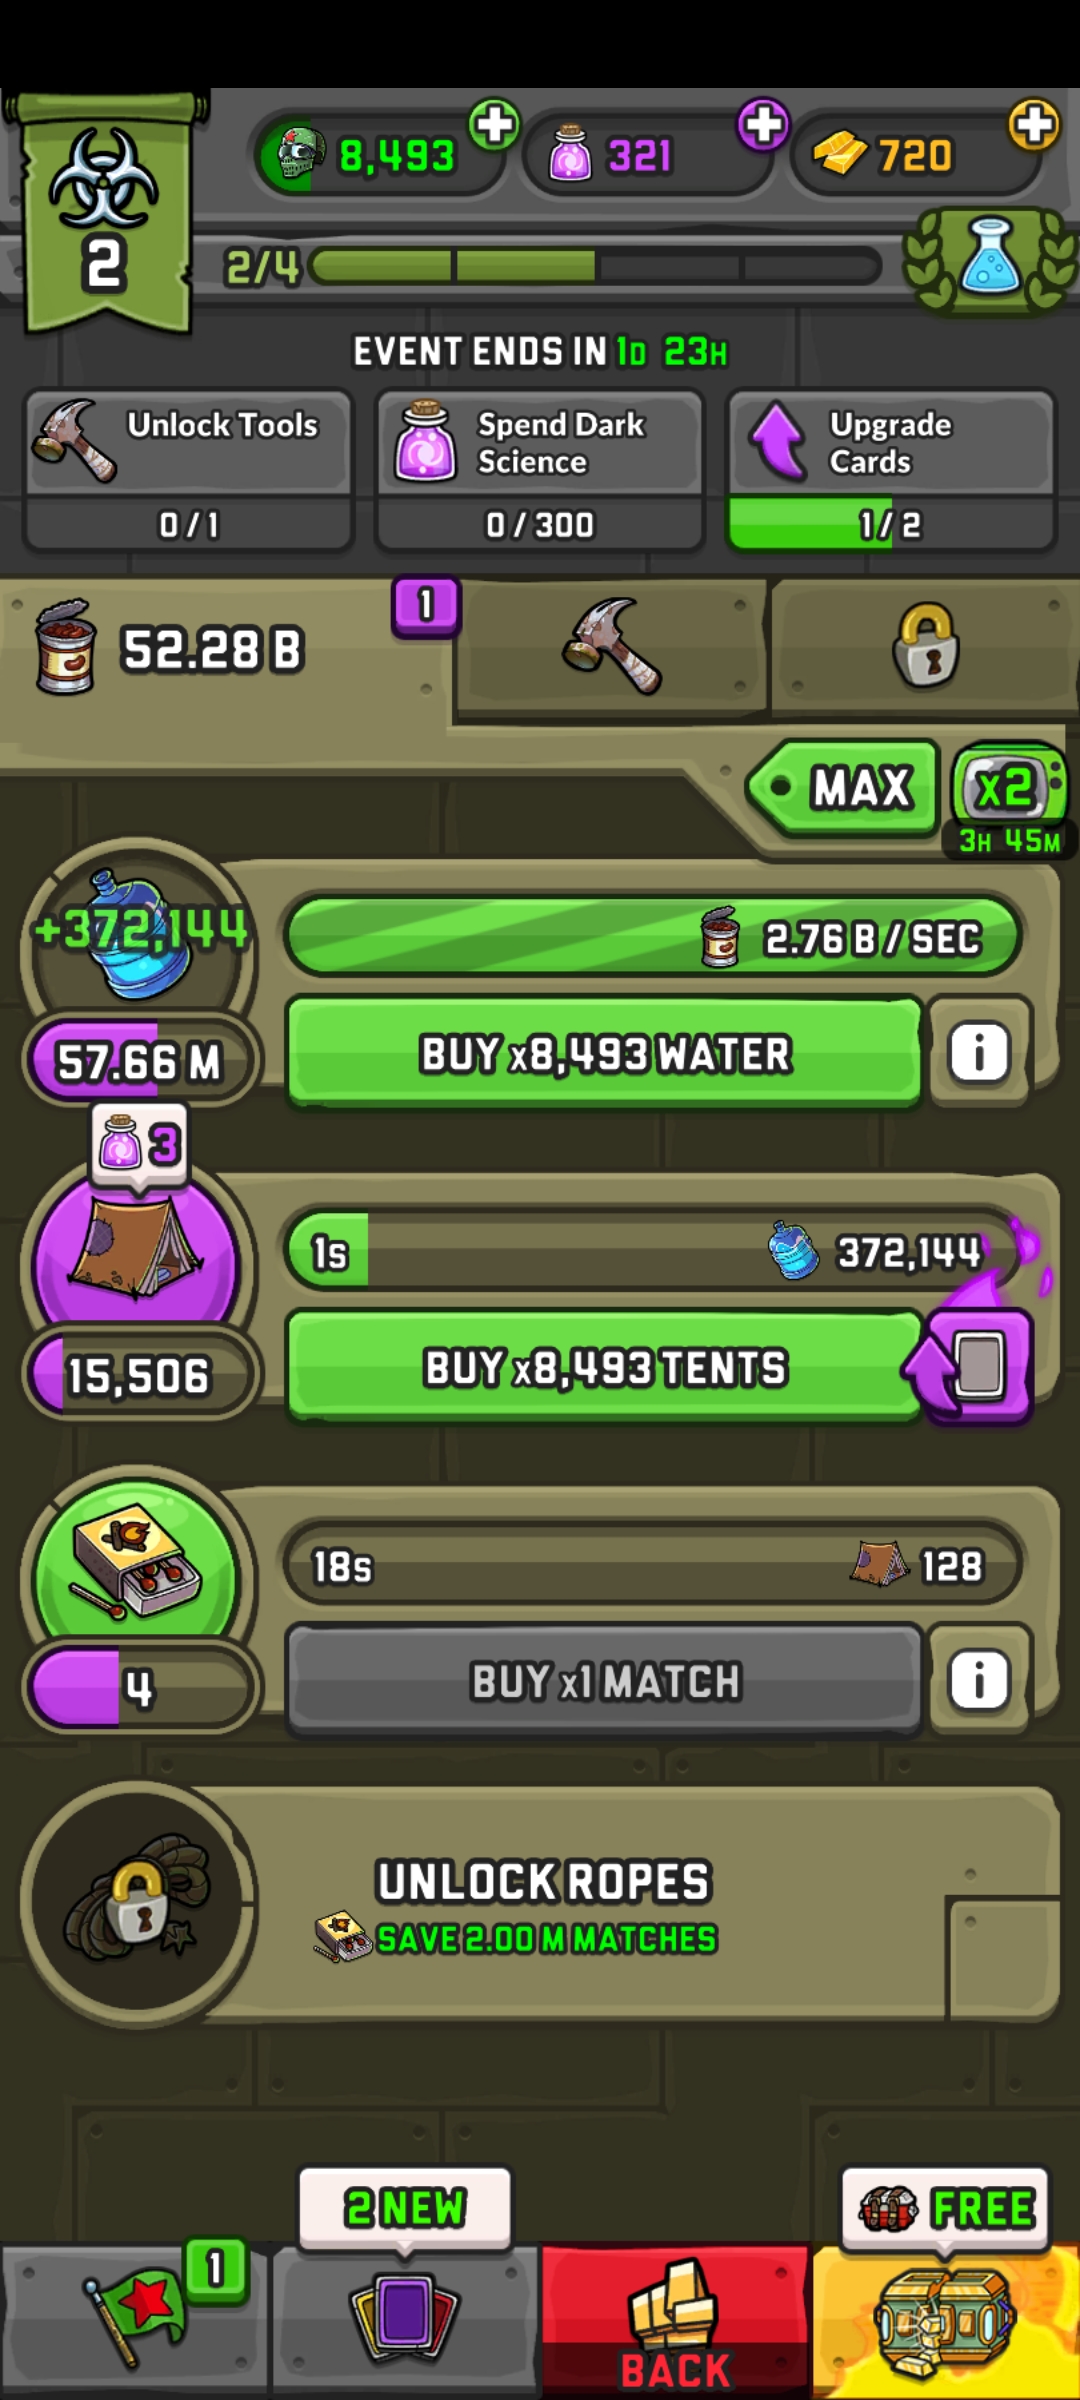 8,493
321
720
2
2/4
EVENT ENDS IN 1D 23H
Unlock Tools
0 / 1
Spend Dark
Science
0 / 300
Upgrade
Cards
1 / 2
52.28 B
1
MAX
x2
3H 45M
+372,144
2.76 B / SEC
57.66 M
BUY x8,493 WATER
i
3
1s
372,144
15,506
BUY x8,493 TENTS
18s
128
4
BUY x1 MATCH
i
UNLOCK ROPES
SAVE 2.00 M MATCHES
2 NEW
FREE
1
BACK